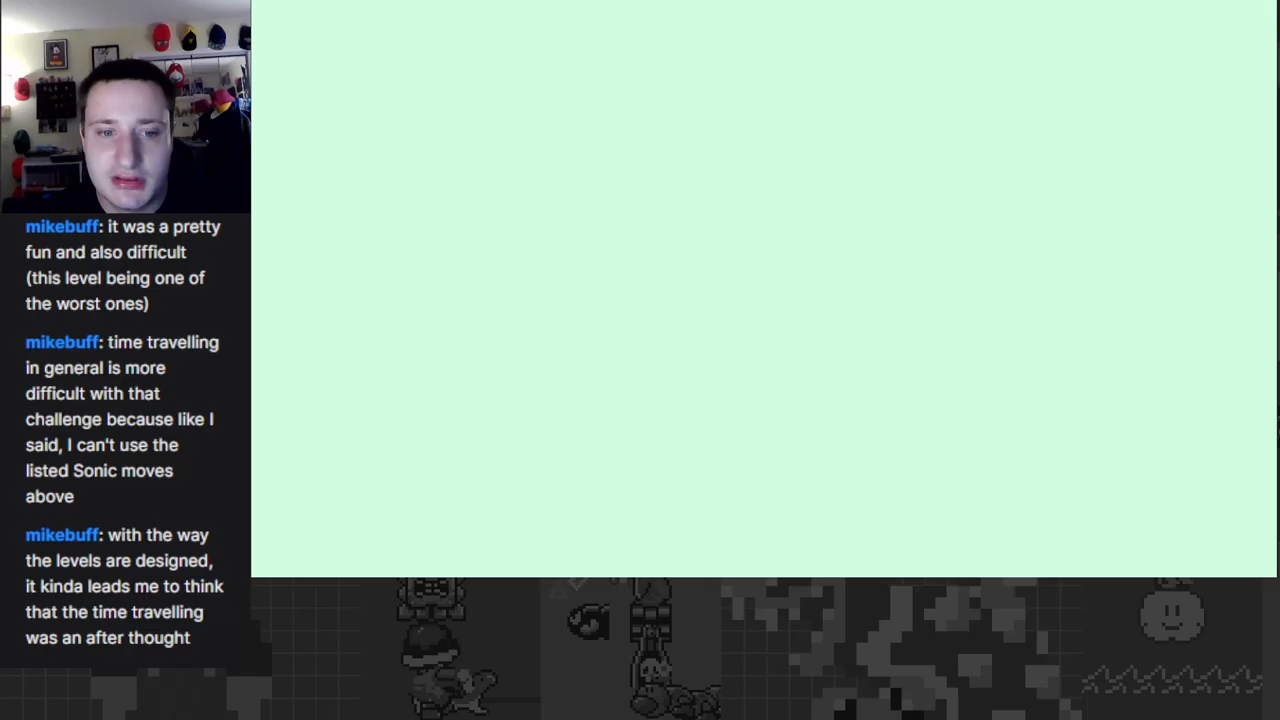 mikebuff: it was a pretty
fun and also difficult
(this level being one of
the worst ones)
mikebuff: time travelling
in general is more
difficult with that
challenge because like I
said, I can't use the
listed Sonic moves
above
mikebuff: with the way
the levels are designed,
it kinda leads me to think
that the time travelling
was an after thought